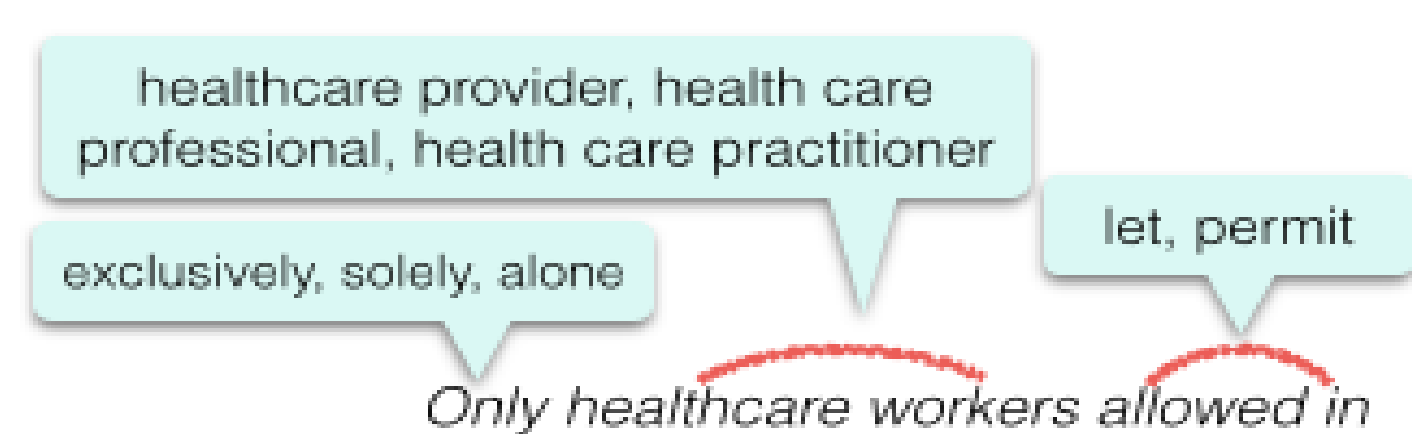 healthcare provider, health care
professional, health care practitioner
let, permit
exclusively, solely, alone
Only healthcare workers allowed in